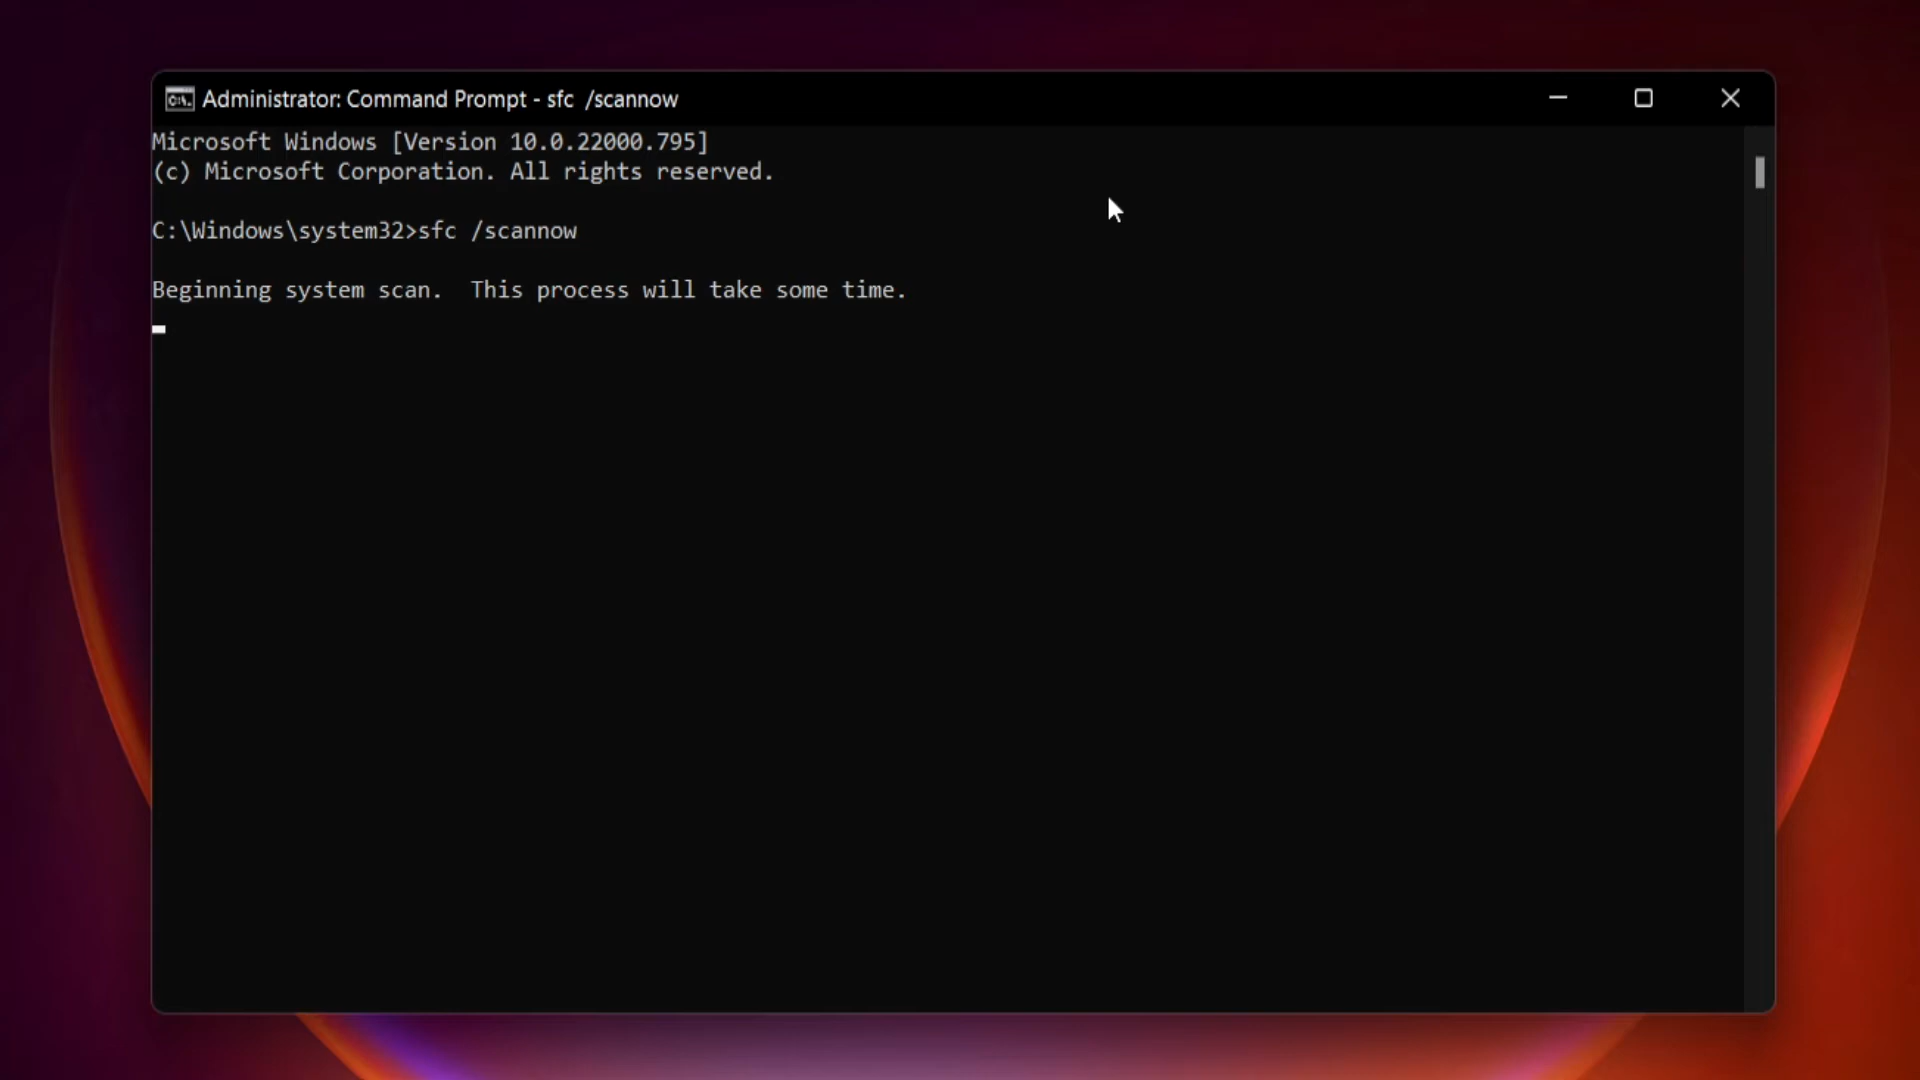 Administrator: Command Prompt - sfc  /scannow
Microsoft Windows [Version 10.0.22000.795]
(c) Microsoft Corporation. All rights reserved.
C:\Windows\system32>sfc /scannow
Beginning system scan.  This process will take some time.